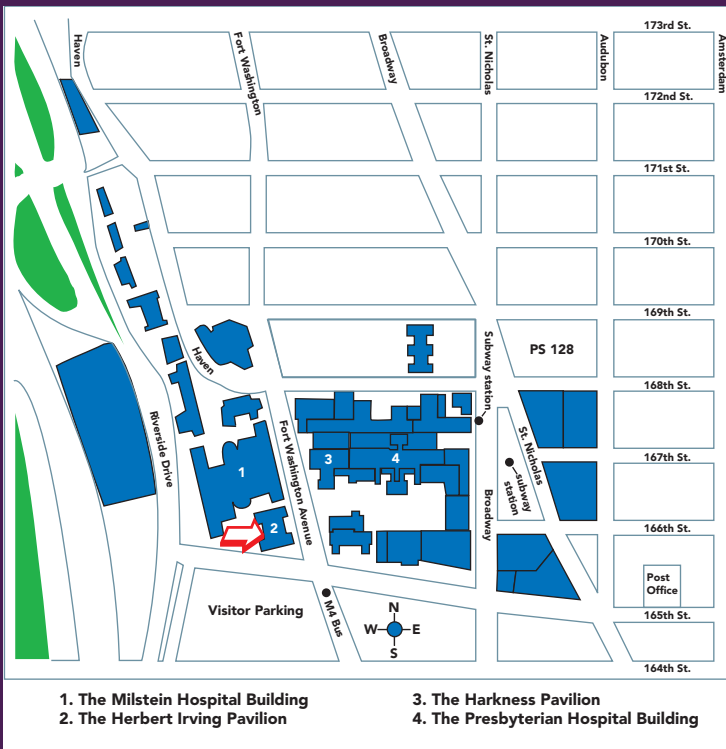 173rd St.
Haven
Fort Washington
Broadway
St. Nicholas
Audubon
Amsterdam
172nd St.
171st St.
170th St.
169th St.
Subway station
PS 128
Haven
168th St.
Riverside Drive
Fort Washington Avenue
St. Nicholas
167th St.
3
4
1
subway
station
Broadway
166th St.
2
Post
Office
Visitor Parking
M4 Bus
N
W
E
S
165th St.
164th St.
1. The Milstein Hospital Building
2. The Herbert Irving Pavilion
3. The Harkness Pavilion
4. The Presbyterian Hospital Building